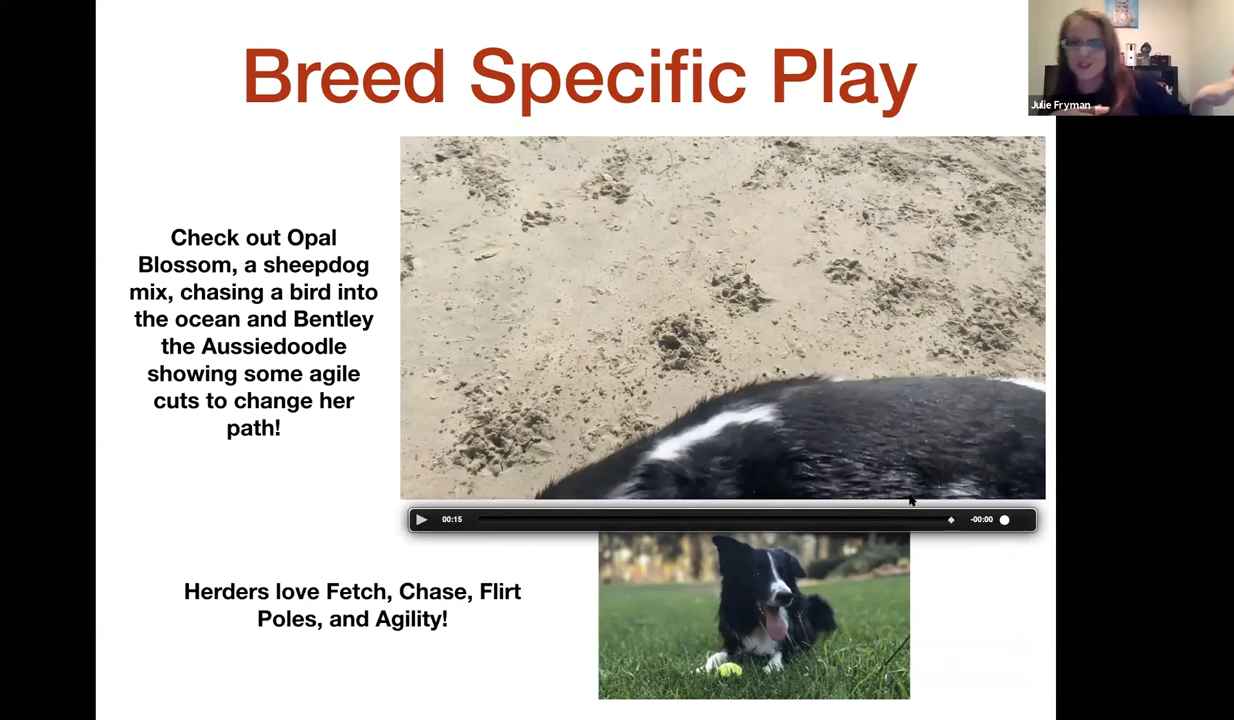 Breed Specific Play
Julie Fryman
Check out Opal
Blossom, a sheepdog
mix, chasing a bird into
the ocean and Bentley
the Aussiedoodle
showing some agile
cuts to change her
path!
00:15
-00:00
Herders love Fetch, Chase, Flirt
Poles, and Agility!